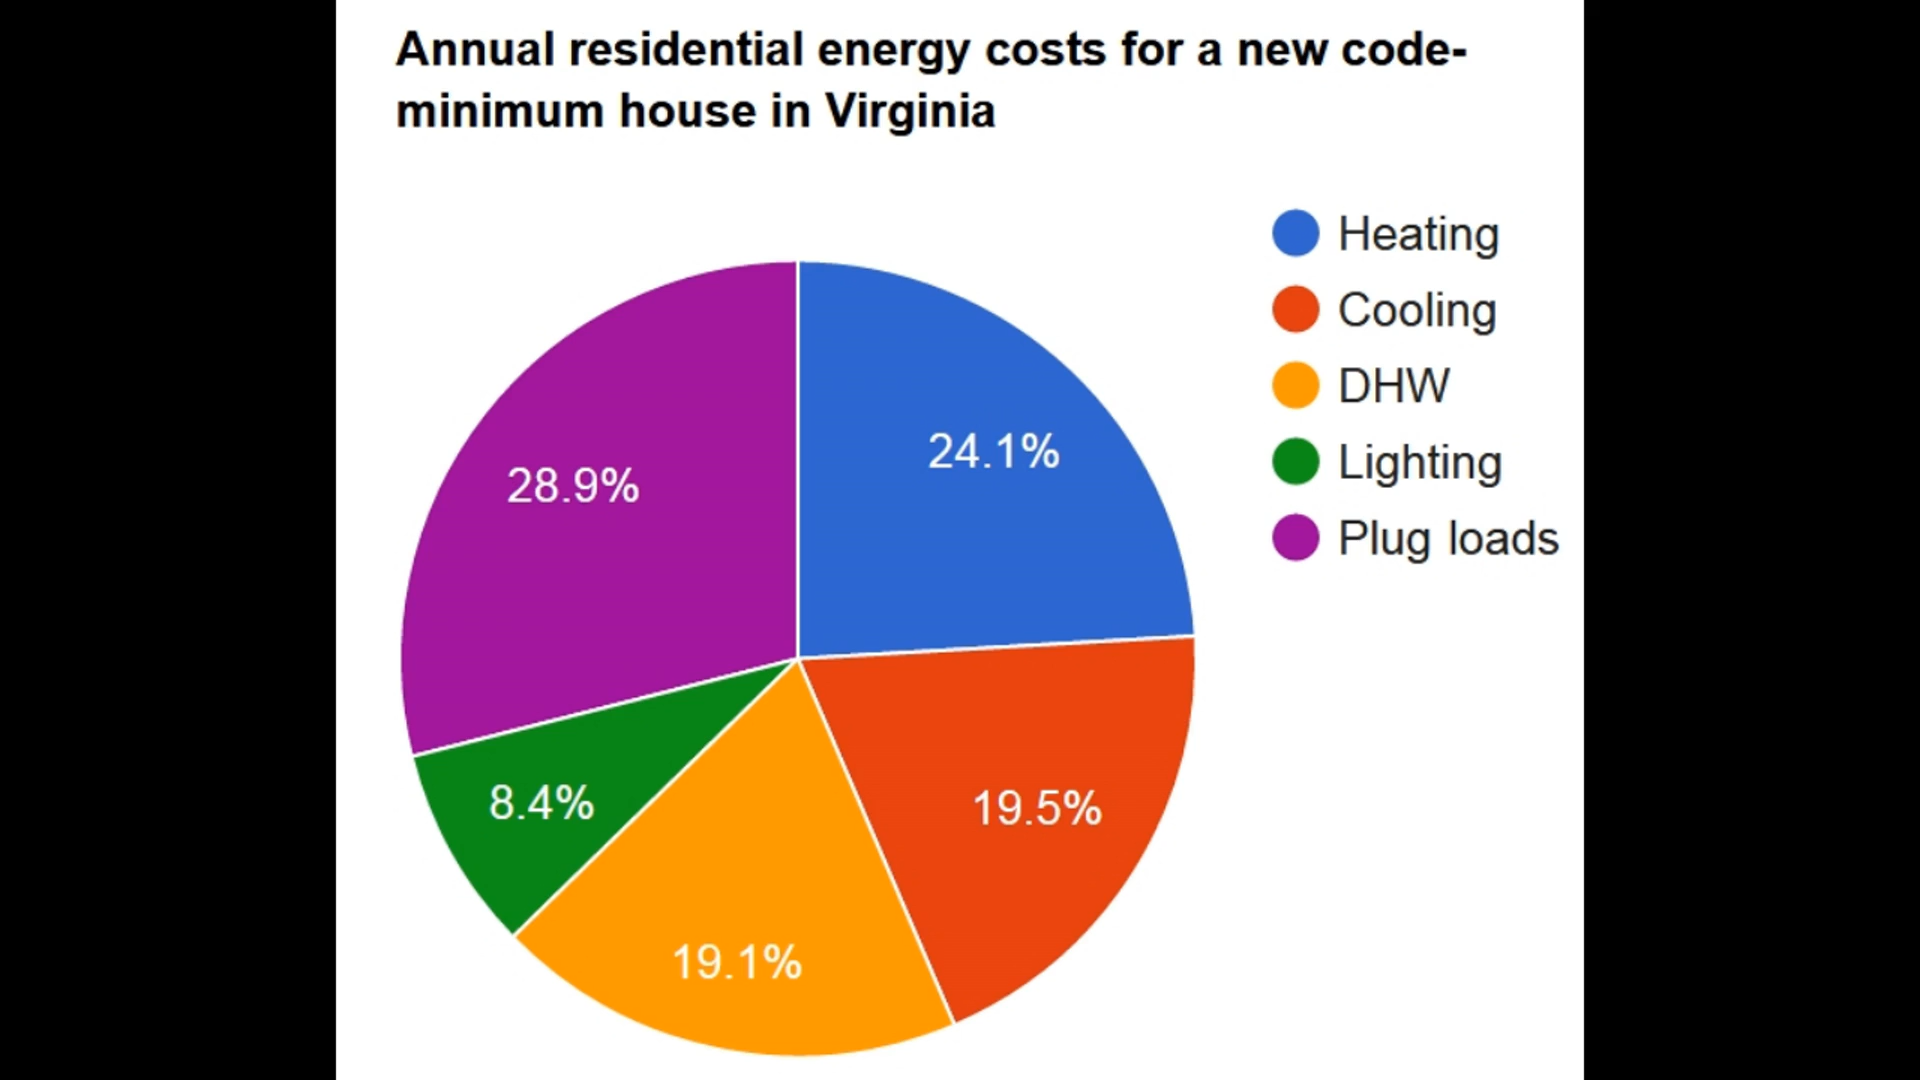 Annual residential energy costs for a new code-
minimum house in Virginia
Heating
Cooling
DHW
Lighting
Plug loads
24.1%
28.9%
8.4%
19.5%
19.1%